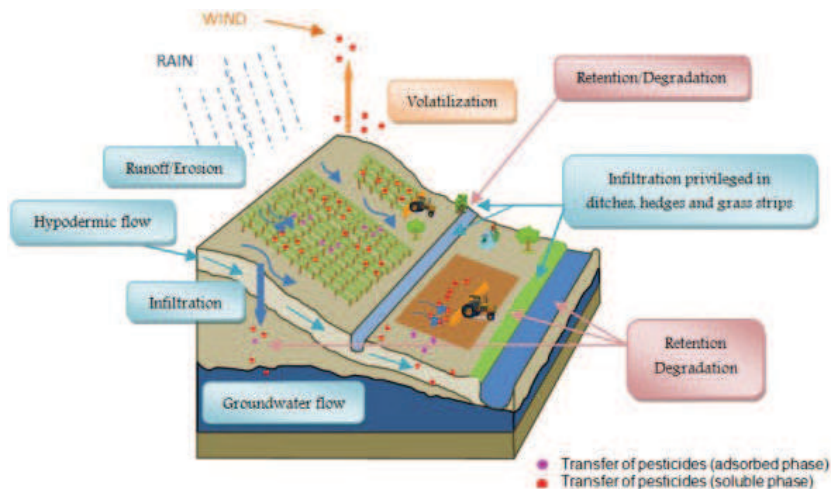 WIND
RAIN
Volatilization
Retention/Degradation
Runoff/Erosion
Infiltration privileged in
ditches, hedges and grass strips
Hypodermic flow
Infiltration
Retention
Degradation
Groundwater flow
Transfer of pesticides (adsorbed phase)
Transfer of pesticides (soluble phase)